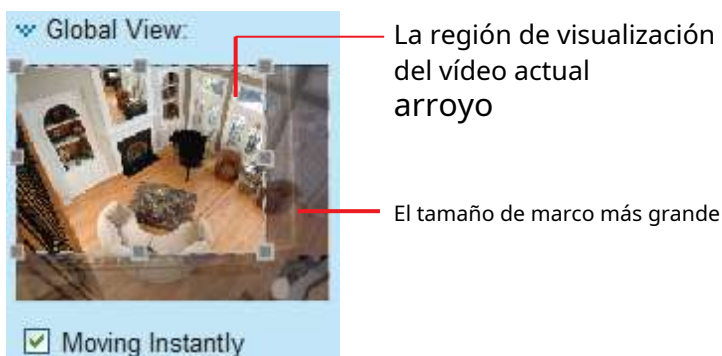 Global View:
La región de visualización
del vídeo actual
arroyo
El tamaño de marco más grande
Moving Instantly